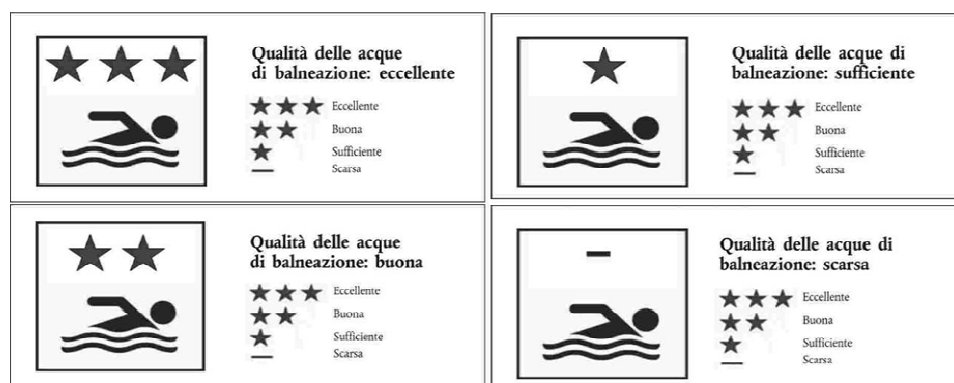 Qualità delle acque
di balneazione: eccellente
Eccellente
Buona
Sufficiente
Scarsa
Qualità delle acque di
balneazione: sufficiente
Eccellente
Buona
Sufficiente
Scarsa
Qualità delle acque
di balneazione: buona
Eccellente
Buona
Sufficiente
Scarsa
Qualità delle acque di
balneazione: scarsa
Eccellente
Buona
Sufficiente
Scarsa